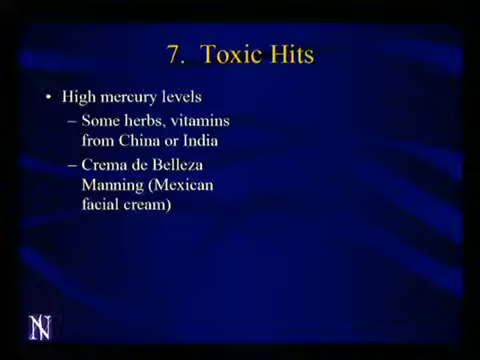 7. Toxic Hits
• High mercury levels
– Some herbs, vitamins
from China or India
– Crema de Belleza
Manning (Mexican
facial cream)
N